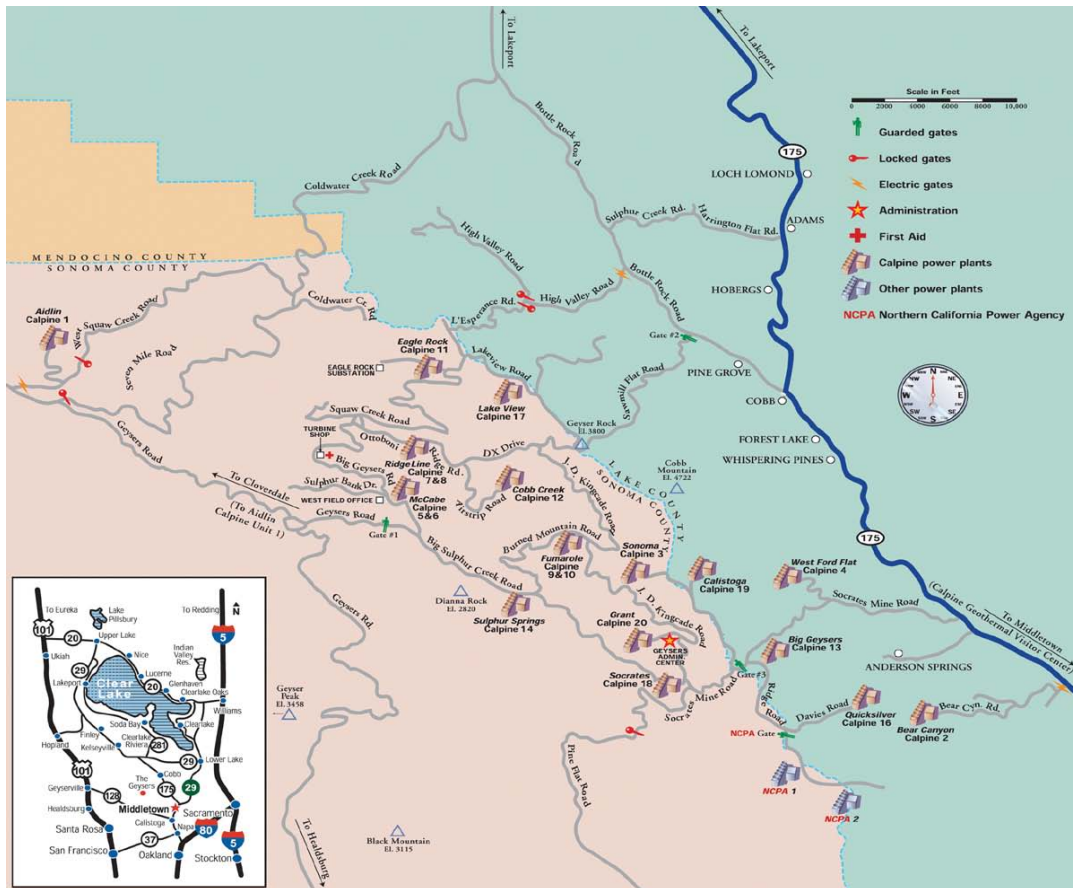 To Lakeport
To Lakeport
Scale in Feet
0 2000 4000 6000 8000 10,000
Guarded gates
Locked gates
Electric gates
Administration
First Aid
Calpine power plants
Other power plants
NCPA Northern California Power Agency
175
LOCH LOMOND
ADAMS
HOBERGS
PINE GROVE
COBB
FOREST LAKE
WHISPERING PINES
175
Bottle Rock Road
Coldwater Creek Road
Sulphur Creek Rd.
Harrington Flat Rd.
High Valley Road
Bottle Rock Road
High Valley Road
L'Esperance Rd.
MENDOCINO COUNTY
SONOMA COUNTY
Coldwater Ck. Rd
West Squaw Creek Road
Seven Mile Road
Aidlin
Calpine 1
Eagle Rock
Calpine 11
EAGLE ROCK
SUBSTATION
Lakeview Road
Lake View
Calpine 17
Gate #2
Sawmill Flat Road
Geyser Rock
EL 3800
Squaw Creek Road
TURBINE
SHOP
Ottoboni Ridge Rd.
DX Drive
Big Geysers Rd
RidgeLine
Calpine
7&8
Sulphur Bank Dr.
WEST FIELD OFFICE
McCabe
Calpine
5&6
Airstrip Road
Cobb Creek
Calpine 12
J. D. Kingcade Road
LAKE COUNTY
SONOMA COUNTY
Cobb
Mountain
EL 4722
Geysers Road
To Cloverdale
(To Aidlin
Calpine Unit 1)
Geysers Road
Gate #1
Big Sulphur Creek Road
Burned Mountain Road
Fumarole
Calpine
9&10
Sonoma
Calpine 3
Calistoga
Calpine 19
West Ford Flat
Calpine 4
Socrates Mine Road
(Calpine Geothermal Visitor Center)
To Middletown
Dianna Rock
EL 2820
Sulphur Springs
Calpine 14
Grant
Calpine 20
J. D. Kingcade Road
GEYSERS
ADMIN.
CENTER
Big Geysers
Calpine 13
ANDERSON SPRINGS
Gate #3
Socrates
Calpine 18
Socrates Mine Road
Ridge Road
Davies Road
Quicksilver
Calpine 16
Bear Cyn. Rd.
Bear Canyon
Calpine 2
NCPA Gate
NCPA 1
NCPA 2
Geysers Rd.
Geyser
Peak
EL 3458
Pine Flat Road
Black Mountain
EL 3115
To Healdsburg
N
NE
E
SE
S
SW
W
NW
To Eureka
Lake
Pillsbury
To Redding
N
101
20
5
Upper Lake
Ukiah
Nice
Indian
Valley
Res.
29
Lucerne
Lakeport
20
Glenhaven
Clear
Lake
Clearlake Oaks
Williams
Soda Bay
Clearlake
Hopland
Finley
Clearlake
Riviera
281
Kelseyville
29
Lower Lake
101
The
Geysers
Cobb
175
29
Geyserville
128
Middletown
Healdsburg
Calistoga
Sacramento
Santa Rosa
Napa
80
37
5
San Francisco
Oakland
Stockton